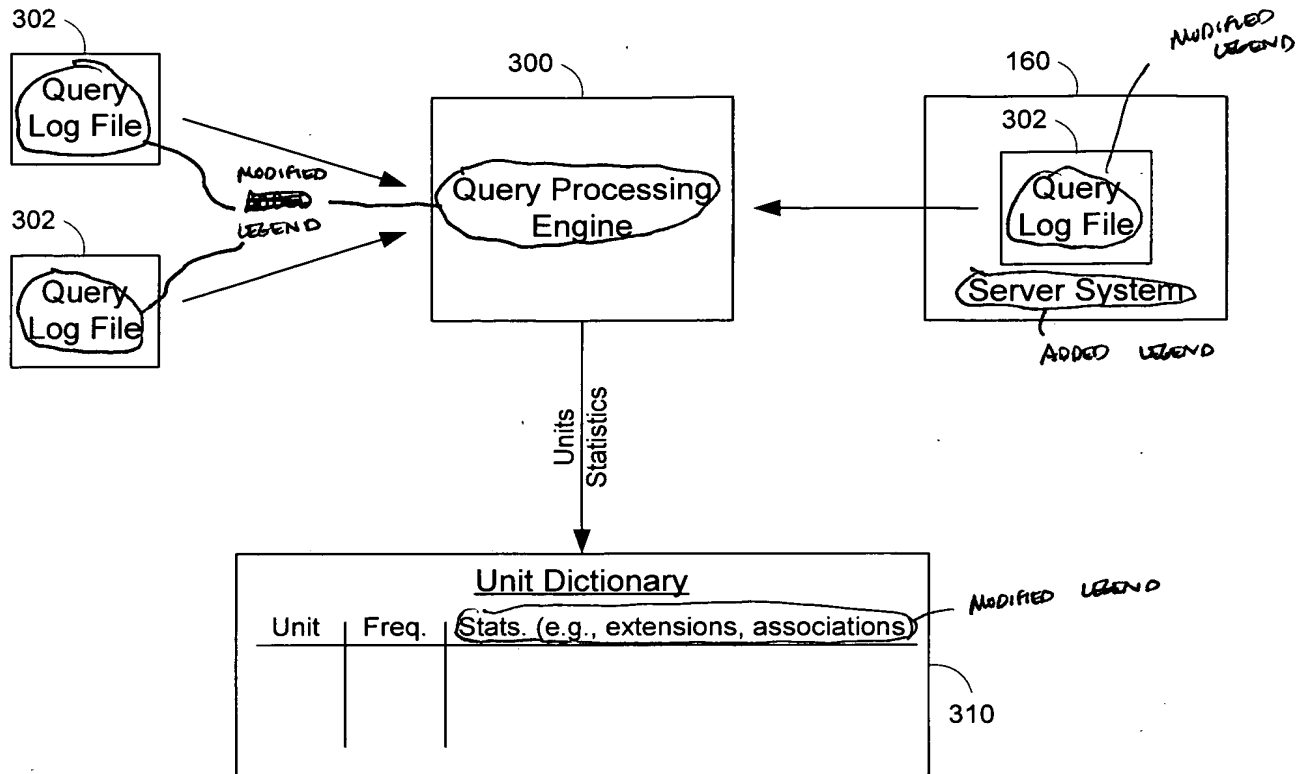 302
Query
Log File
302
Query
Log File
MODIFIED
LEGEND
300
Query Processing
Engine
160
302
Query
Log File
Server System
MODIFIED
LEGEND
ADDED LEGEND
Units
Statistics
Unit Dictionary
Unit Freq. Stats. (e.g., extensions, associations)
MODIFIED LEGEND
310